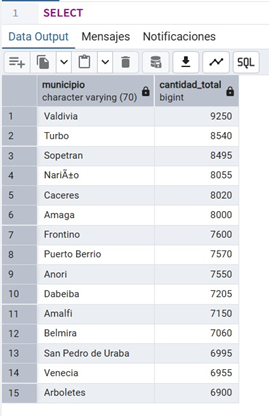 1 SELECT
Data Output Mensajes Notificaciones
SQL
municipio cantidad_total
character varying (70) bigint
1 Valdivia 9250
2 Turbo 8540
3 Sopetran 8495
4 NariÃ±o 8055
5 Caceres 8020
6 Amaga 8000
7 Frontino 7600
8 Puerto Berrio 7570
9 Anori 7550
10 Dabeiba 7205
11 Amalfi 7150
12 Belmira 7060
13 San Pedro de Uraba 6995
14 Venecia 6955
15 Arboletes 6900